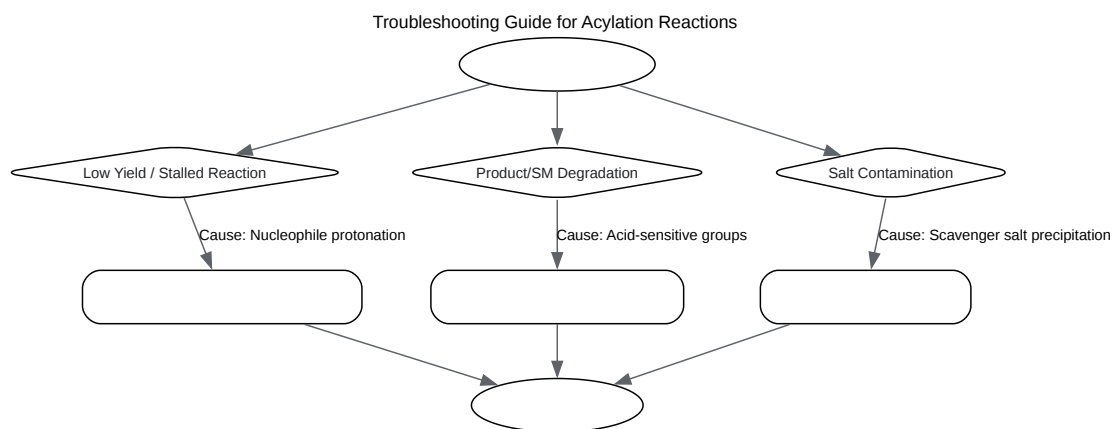 Troubleshooting Guide for Acylation Reactions
Low Yield / Stalled Reaction
Product/SM Degradation
Salt Contamination
Cause: Nucleophile protonation
Cause: Acid-sensitive groups
Cause: Scavenger salt precipitation